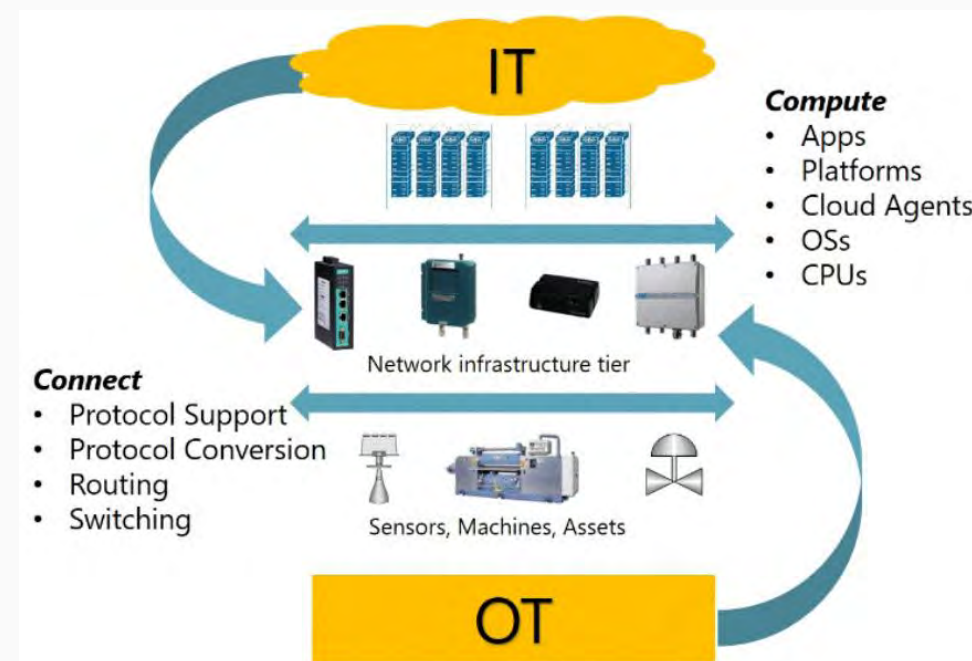 IT
Compute
• Apps
• Platforms
• Cloud Agents
• OSs
• CPUs
Network infrastructure tier
Connect
• Protocol Support
• Protocol Conversion
• Routing
• Switching
Sensors, Machines, Assets
OT